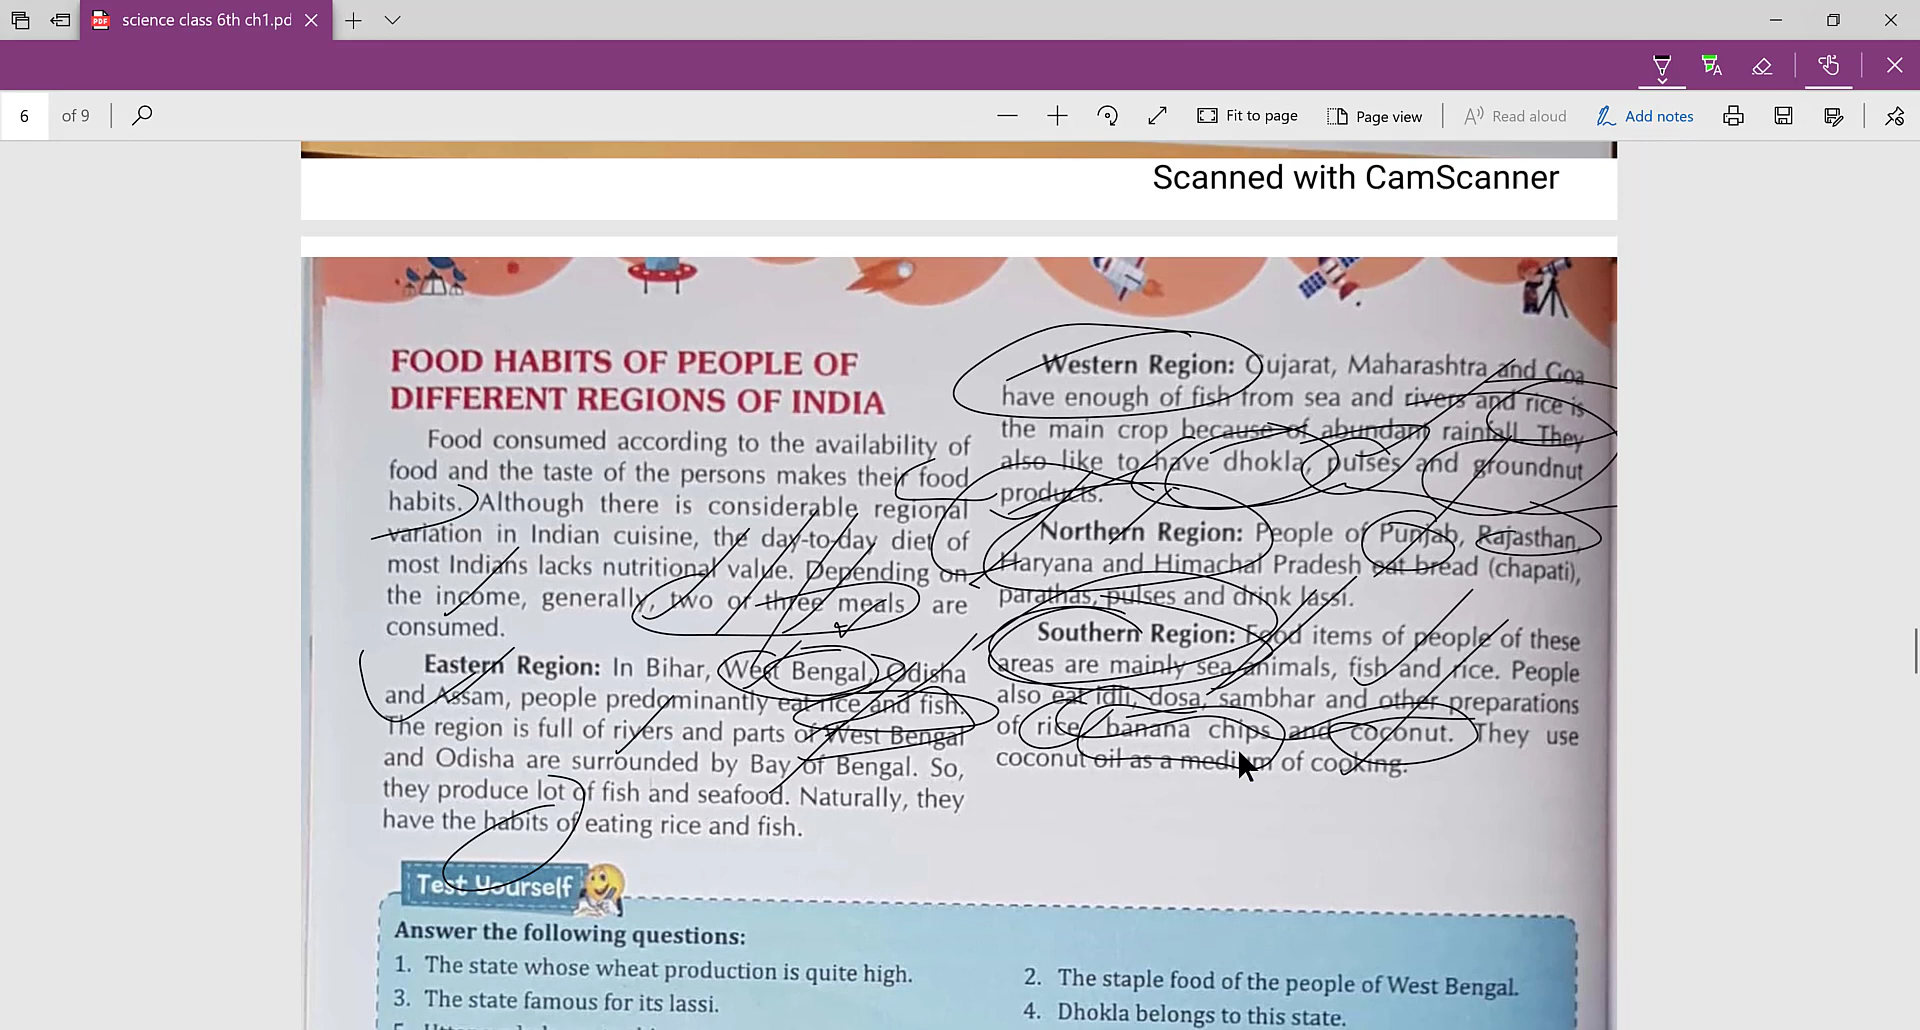 science class 6th ch1.pd
6 of 9
Fit to page
Page view
Read aloud
Add notes
Scanned with CamScanner
FOOD HABITS OF PEOPLE OF
DIFFERENT REGIONS OF INDIA
Food consumed according to the availability of
food and the taste of the persons makes their food
habits. Although there is considerable regional
variation in Indian cuisine, the day-to-day diet of
most Indians lacks nutritional value. Depending on
the income, generally, two or three meals are
consumed.
Eastern Region: In Bihar, West Bengal, Odisha
and Assam, people predominantly eat rice and fish.
The region is full of rivers and parts of West Bengal
and Odisha are surrounded by Bay of Bengal. So,
they produce lot of fish and seafood. Naturally, they
have the habits of eating rice and fish.
Western Region: Gujarat, Maharashtra and Goa
have enough of fish from sea and rivers and rice is
the main crop because of abundant rainfall. They
also like to have dhokla, pulses and groundnut
products.
Northern Region: People of Punjab, Rajasthan,
Haryana and Himachal Pradesh eat bread (chapati),
parathas, pulses and drink lassi.
Southern Region: Food items of people of these
areas are mainly sea animals, fish and rice. People
also eat idli, dosa, sambhar and other preparations
of rice, banana chips and coconut. They use
coconut oil as a medium of cooking.
Test Yourself
Answer the following questions:
1. The state whose wheat production is quite high.
2. The staple food of the people of West Bengal.
3. The state famous for its lassi.
4. Dhokla belongs to this state.